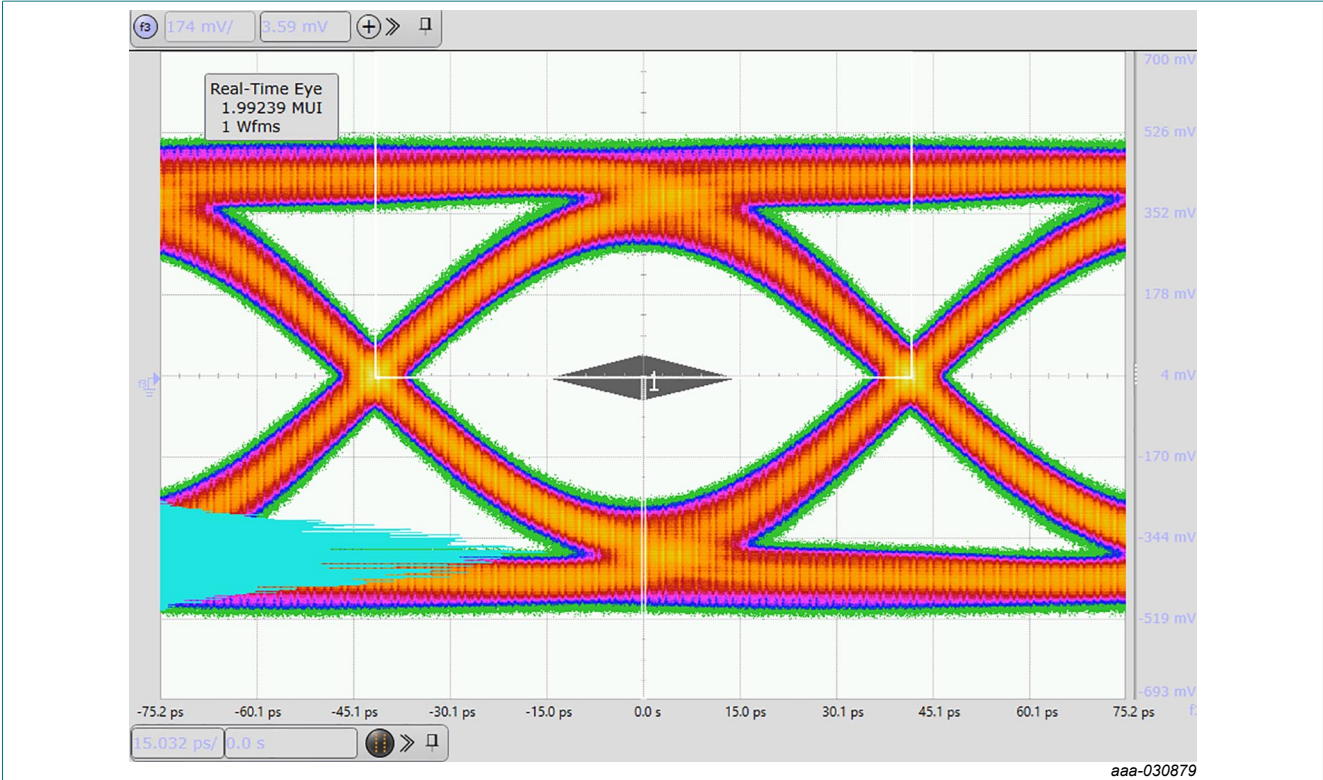 f3 174 mV/ 3.59 mV
700 mV
Real-Time Eye
1.99239 MUI
1 Wfms
526 mV
352 mV
178 mV
4 mV
1
-170 mV
-344 mV
-519 mV
-693 mV
-75.2 ps -60.1 ps -45.1 ps -30.1 ps -15.0 ps 0.0 s 15.0 ps 30.1 ps 45.1 ps 60.1 ps 75.2 ps
15.032 ps/ 0.0 s
aaa-030879